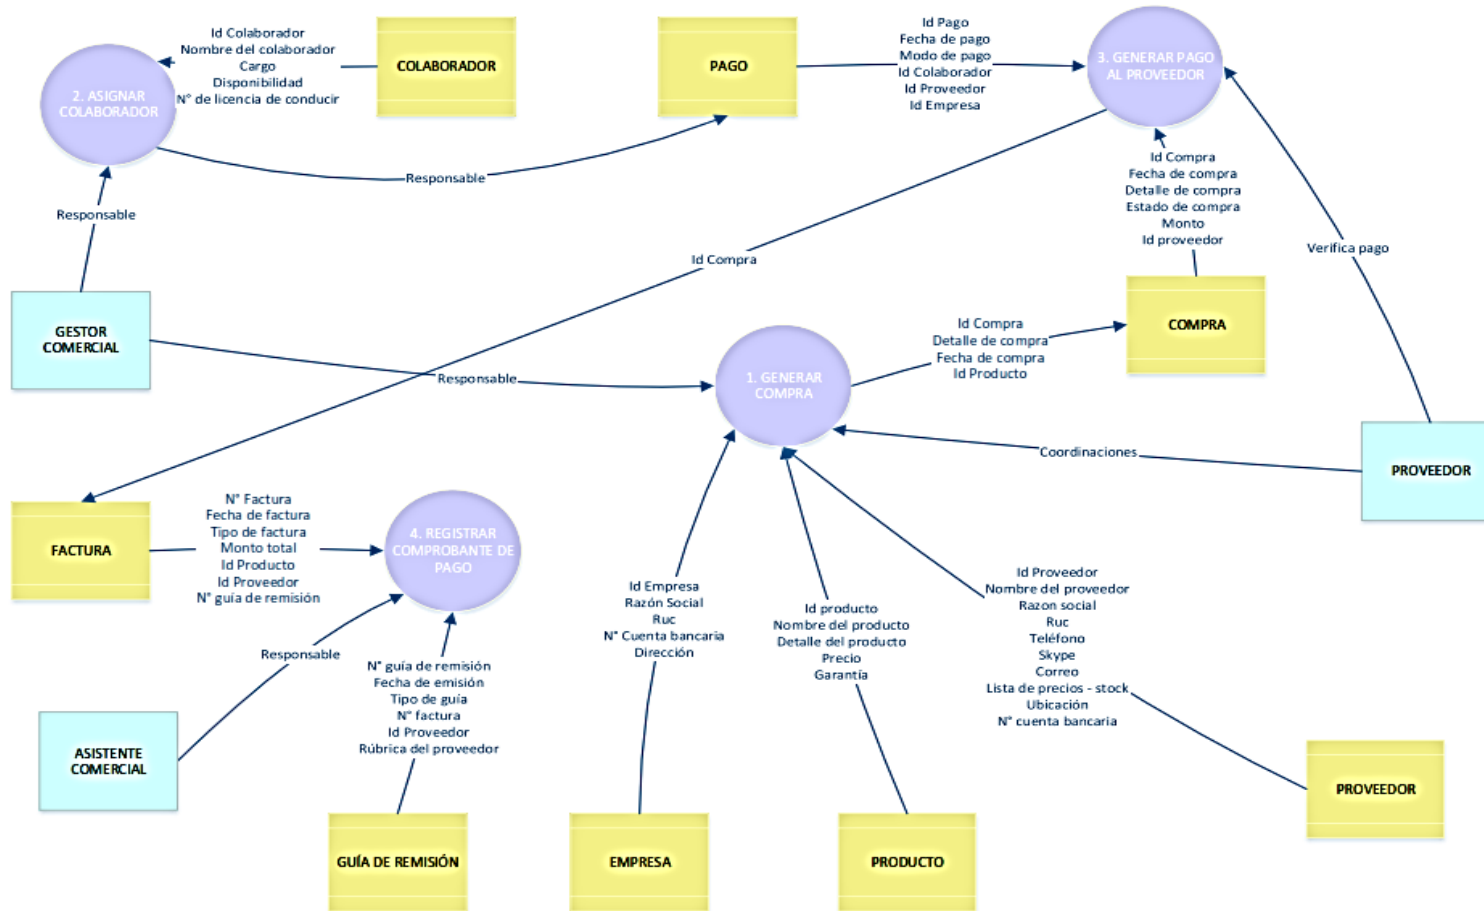 Id Colaborador
Nombre del colaborador
Cargo
Disponibilidad
N° de licencia de conducir
COLABORADOR
2. ASIGNAR
COLABORADOR
PAGO
Id Pago
Fecha de pago
Modo de pago
Id Colaborador
Id Proveedor
Id Empresa
3. GENERAR PAGO
AL PROVEEDOR
Responsable
Responsable
Id Compra
Fecha de compra
Detalle de compra
Estado de compra
Monto
Id proveedor
Verifica pago
Id Compra
GESTOR
COMERCIAL
COMPRA
Id Compra
Detalle de compra
Fecha de compra
Id Producto
Responsable
1. GENERAR
COMPRA
Coordinaciones
PROVEEDOR
FACTURA
N° Factura
Fecha de factura
Tipo de factura
Monto total
Id Producto
Id Proveedor
N° guía de remisión
4. REGISTRAR
COMPROBANTE DE
PAGO
Responsable
N° guía de remisión
Fecha de emisión
Tipo de guía
N° factura
Id Proveedor
Rúbrica del proveedor
Id Empresa
Razón Social
Ruc
N° Cuenta bancaria
Dirección
Id producto
Nombre del producto
Detalle del producto
Precio
Garantía
Id Proveedor
Nombre del proveedor
Razon social
Ruc
Teléfono
Skype
Correo
Lista de precios - stock
Ubicación
N° cuenta bancaria
ASISTENTE
COMERCIAL
PROVEEDOR
GUÍA DE REMISIÓN
EMPRESA
PRODUCTO